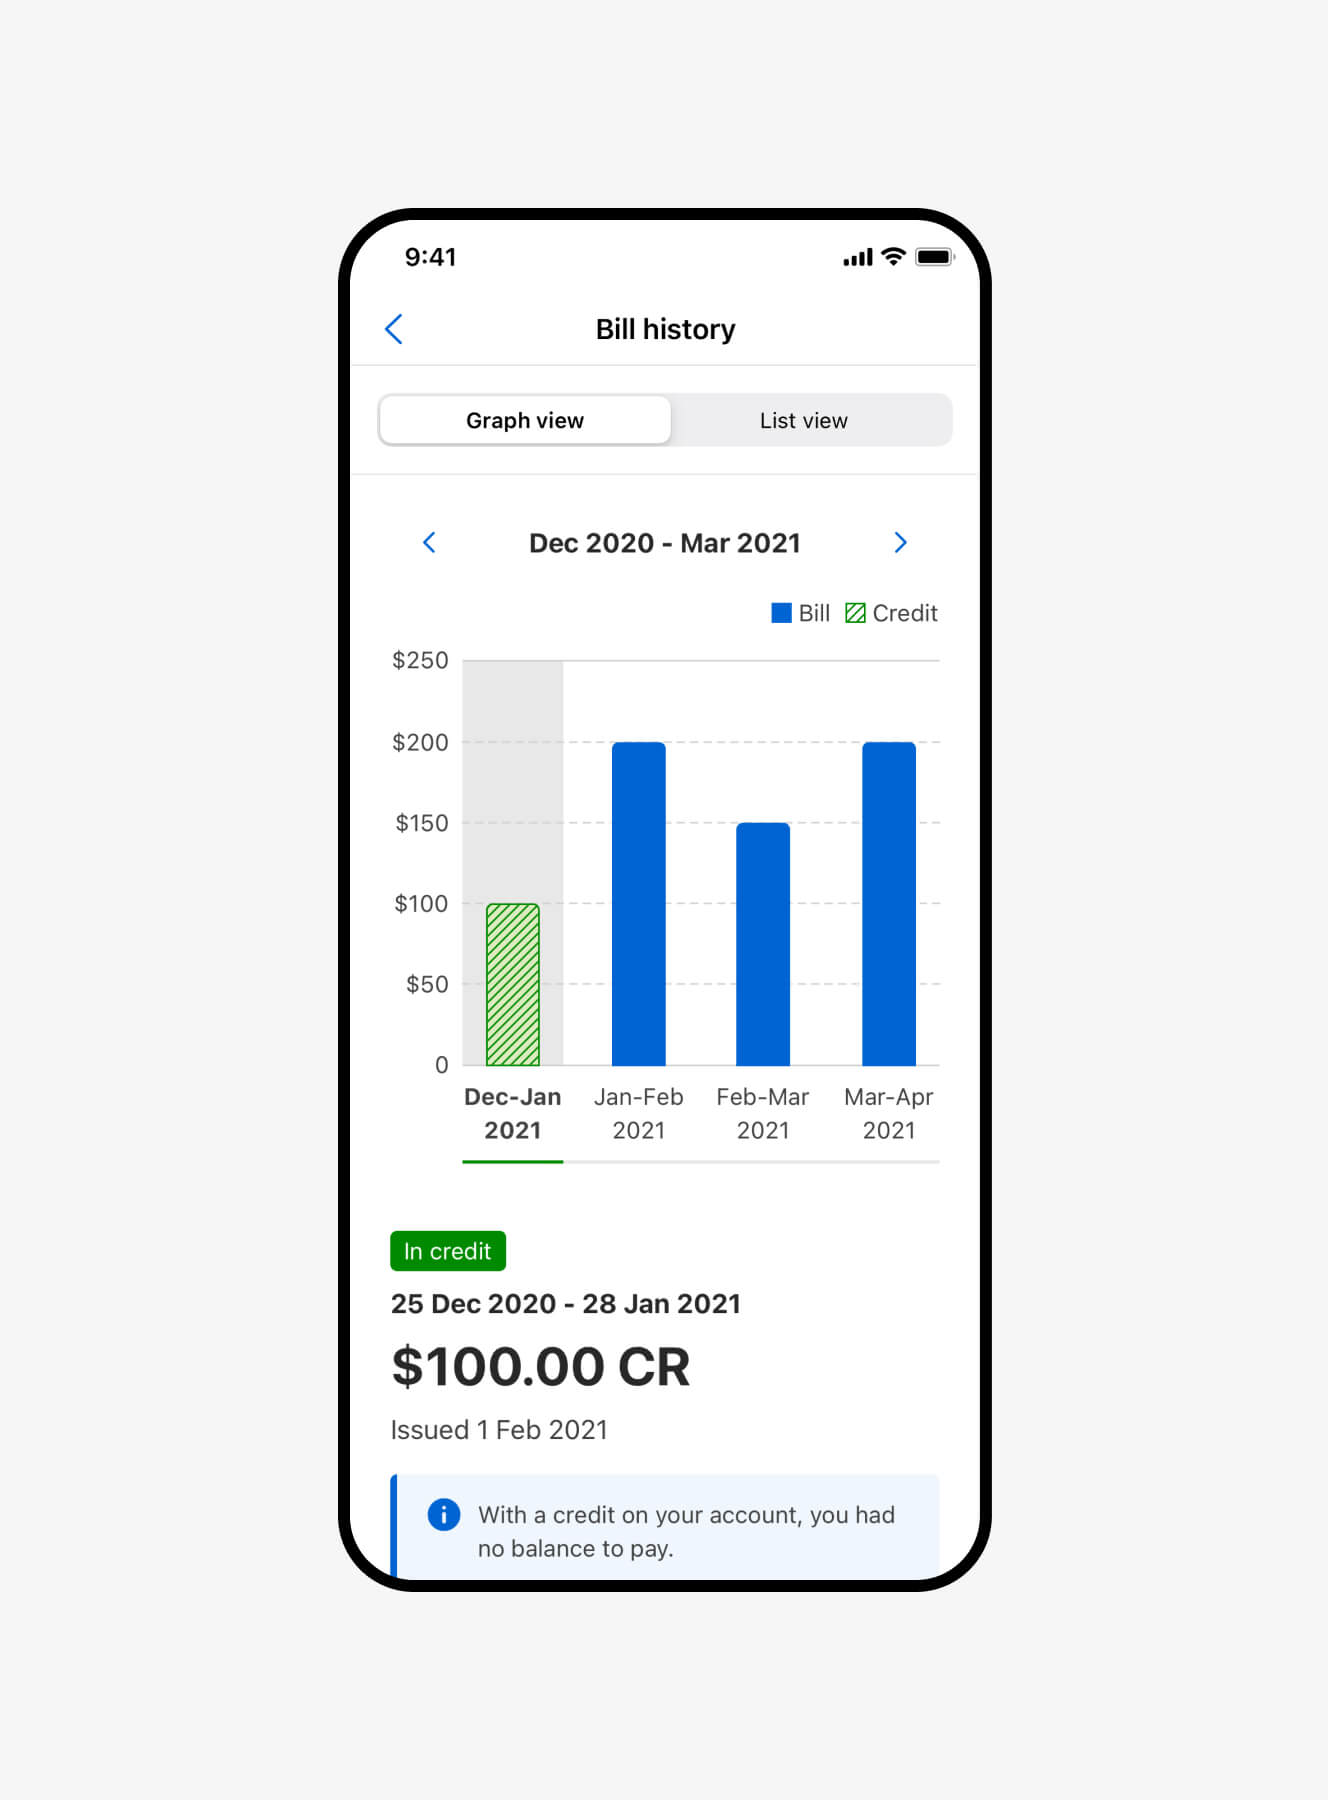 9:41
Bill history
Graph view List view
Dec 2020 - Mar 2021
Bill Credit
$250
$200
$150
$100
$50
0
Dec-Jan 2021
Jan-Feb 2021
Feb-Mar 2021
Mar-Apr 2021
In credit
25 Dec 2020 - 28 Jan 2021
$100.00 CR
Issued 1 Feb 2021
With a credit on your account, you had
no balance to pay.